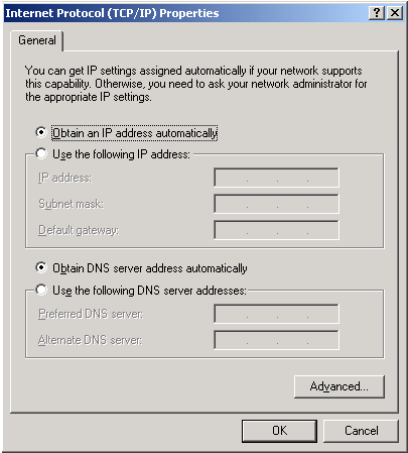 Internet Protocol (TCP/IP) Properties
General
You can get IP settings assigned automatically if your network supports
this capability. Otherwise, you need to ask your network administrator for
the appropriate IP settings.
Obtain an IP address automatically
Use the following IP address:
IP address:
Subnet mask:
Default gateway:
Obtain DNS server address automatically
Use the following DNS server addresses:
Preferred DNS server:
Alternate DNS server:
Advanced...
OK Cancel